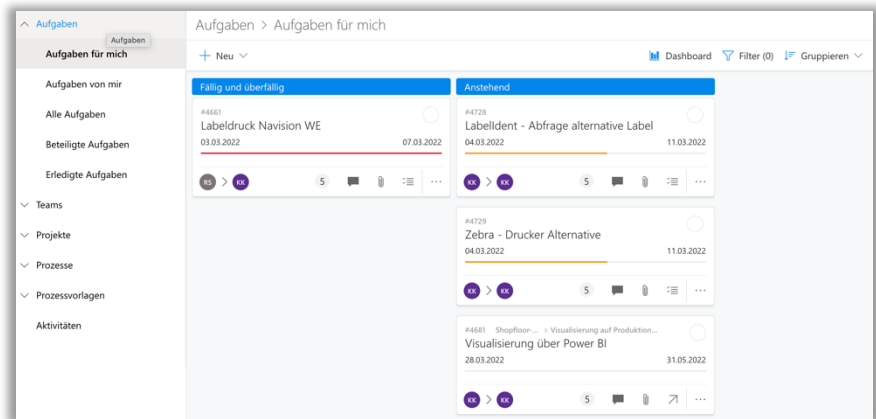 Aufgaben
Aufgaben
Aufgaben für mich
Aufgaben von mir
Alle Aufgaben
Beteiligte Aufgaben
Erledigte Aufgaben
Teams
Projekte
Prozesse
Prozessvorlagen
Aktivitäten
Aufgaben > Aufgaben für mich
+ Neu
Dashboard Filter (0) Gruppieren
Fällig und überfällig
#4661
Labeldruck Navision WE
03.03.2022 07.03.2022
RS > KK 5 ...
Anstehend
#4728
LabelIdent - Abfrage alternative Label
04.03.2022 11.03.2022
KK > KK 5 ...
#4729
Zebra - Drucker Alternative
04.03.2022 11.03.2022
KK > KK 5 ...
#4681 Shopfloor-... > Visualisierung auf Produktion...
Visualisierung über Power BI
28.03.2022 31.05.2022
KK > KK 5 ...